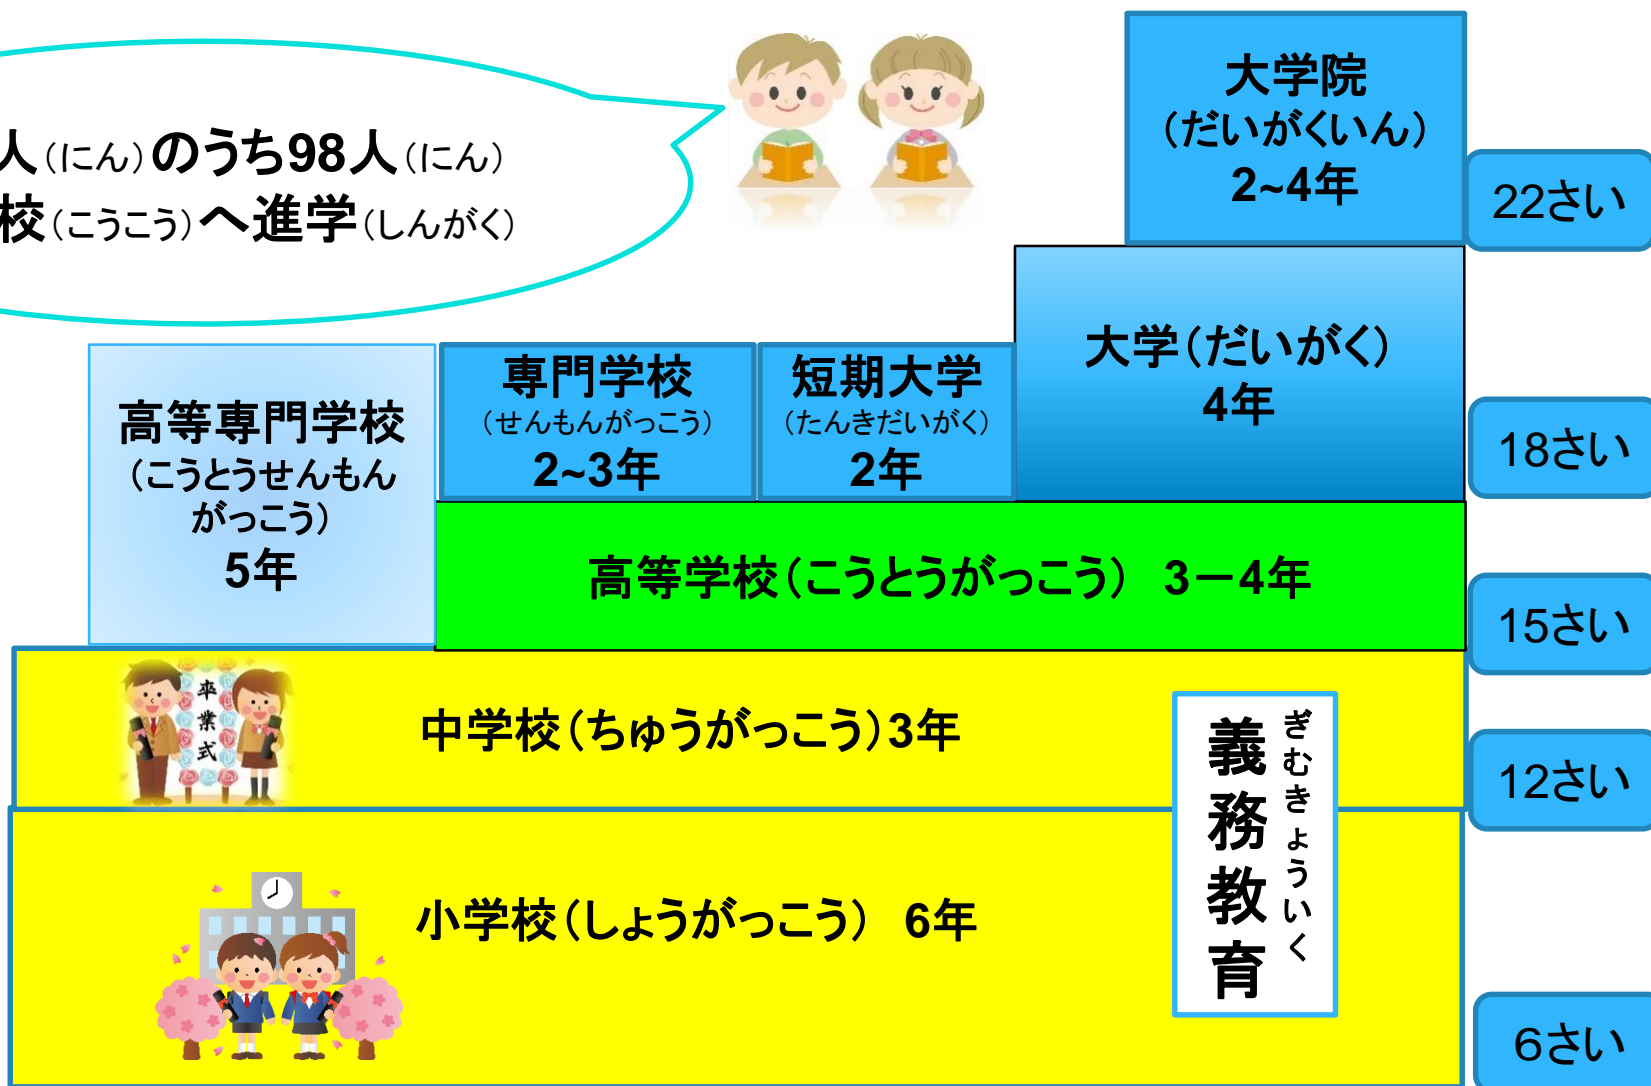 人(にん)のうち98人(にん)
校(こうこう)へ進学(しんがく)
大学院
(だいがくいん)
2~4年
22さい
大学(だいがく)
4年
専門学校
(せんもんがっこう)
2~3年
短期大学
(たんきだいがく)
2年
高等専門学校
(こうとうせんもん
がっこう)
5年
18さい
高等学校(こうとうがっこう) 3-4年
15さい
卒業式
中学校(ちゅうがっこう)3年
12さい
義務教育
ぎむきょういく
小学校(しょうがっこう) 6年
6さい